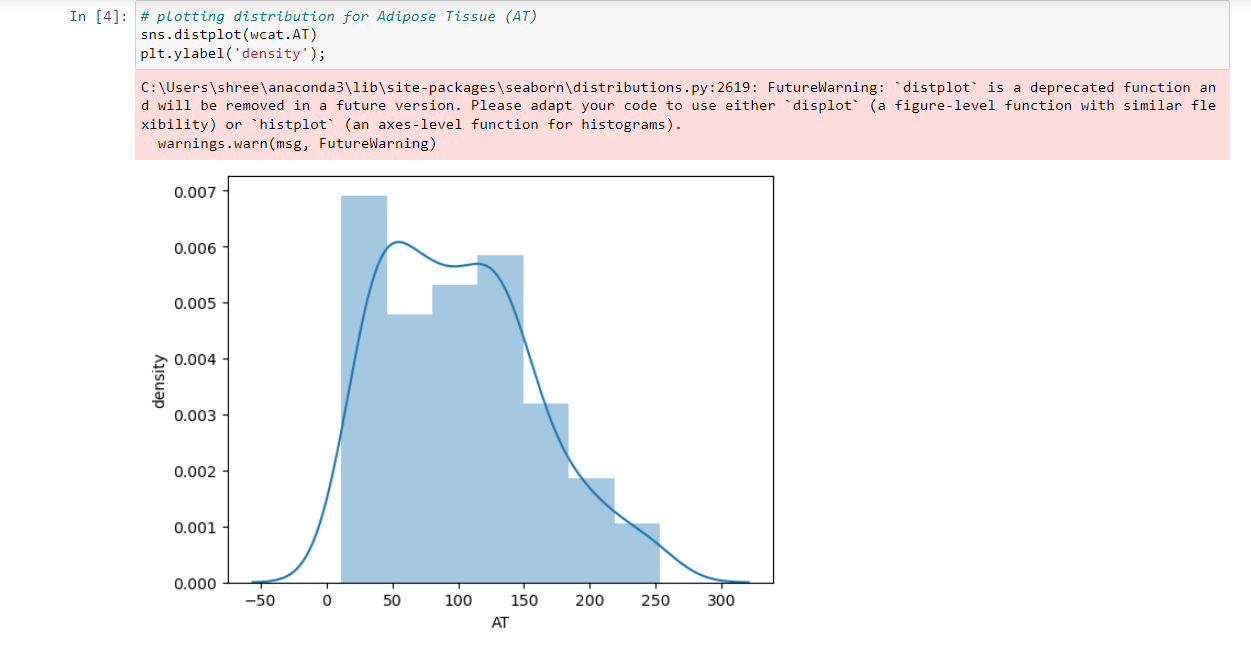 In [4]: # plotting distribution for Adipose Tissue (AT)
sns.distplot(wcat.AT)
plt.ylabel('density');
C:\Users\shree\anaconda3\lib\site-packages\seaborn\distributions.py:2619: FutureWarning: `distplot` is a deprecated function an
d will be removed in a future version. Please adapt your code to use either `displot` (a figure-level function with similar fle
xibility) or `histplot` (an axes-level function for histograms).
  warnings.warn(msg, FutureWarning)
0.007
0.006
0.005
0.004
0.003
0.002
0.001
0.000
density
−50 0 50 100 150 200 250 300
AT